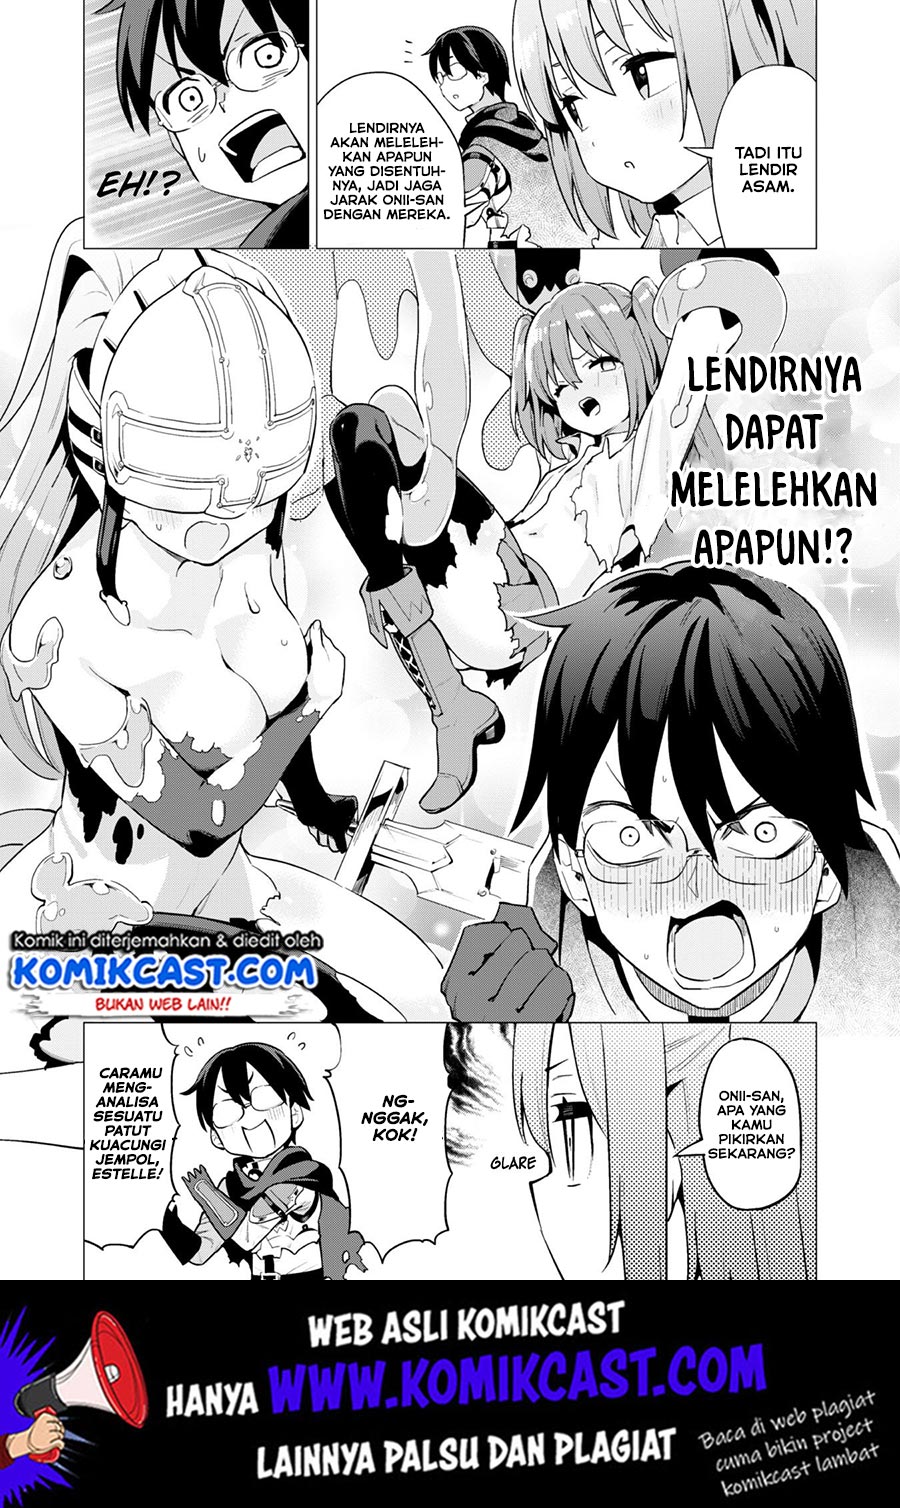 TADI ITU
LENDIR
ASAM.
LENDIRNYA
AKAN MELELEH-
KAN APAPUN
YANG DISENTUH-
NYA, JADI JAGA
JARAK ONII-SAN
DENGAN MEREKA.
EH!?
LENDIRNYA
DAPAT
MELELEHKAN
APAPUN!?
Komik ini diterjemahkan & diedit oleh
KOMIKCAST.COM
BUKAN WEB LAIN!!
ONII-SAN,
APA YANG
KAMU
PIKIRKAN
SEKARANG?
GLARE
NG-
NGGAK,
KOK!
CARAMU
MENG-
ANALISA
SESUATU
PATUT
KUACUNGI
JEMPOL,
ESTELLE!
WEB ASLI KOMIKCAST
HANYA WWW.KOMIKCAST.COM
LAINNYA PALSU DAN PLAGIAT
Baca di web plagiat
cuma bikin project
komikcast lambat